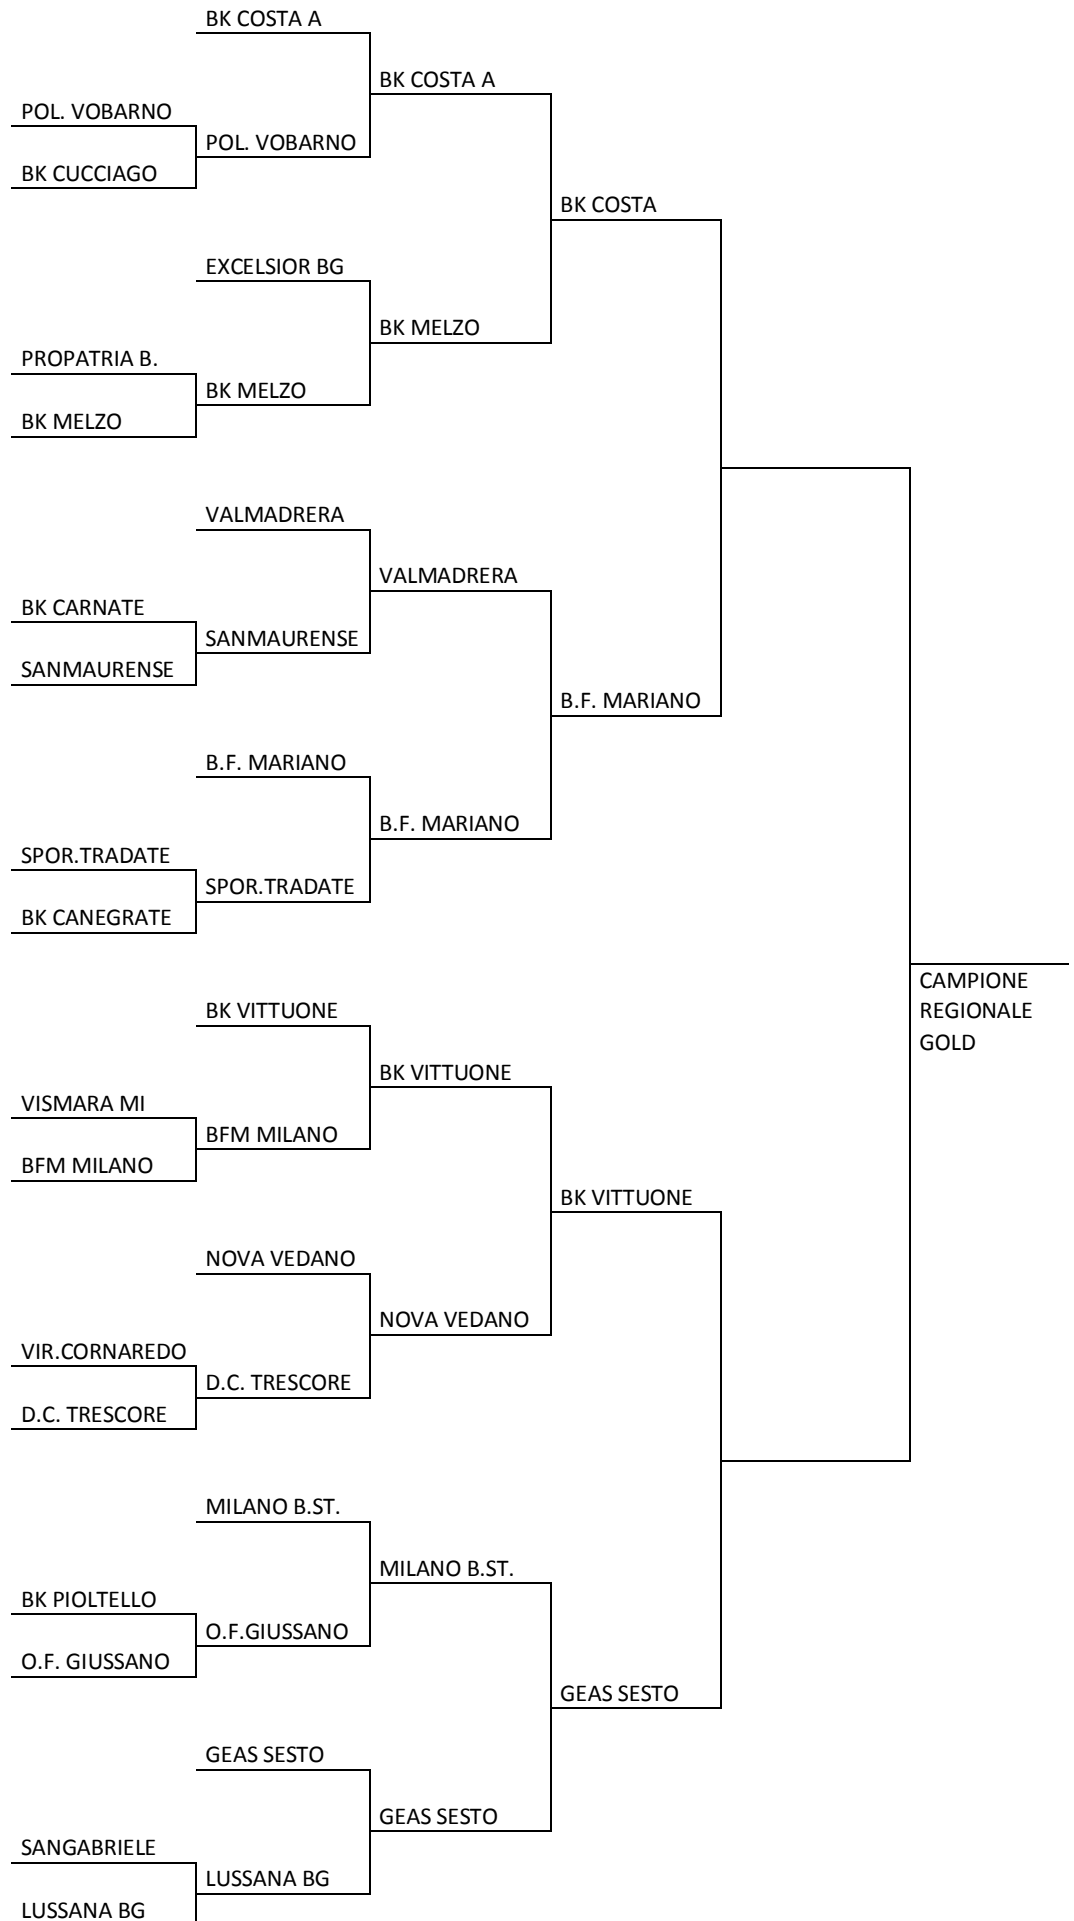 BK COSTA A
BK COSTA A
POL. VOBARNO
POL. VOBARNO
BK CUCCIAGO
BK COSTA
EXCELSIOR BG
BK MELZO
PROPATRIA B.
BK MELZO
BK MELZO
VALMADRERA
VALMADRERA
BK CARNATE
SANMAURENSE
SANMAURENSE
B.F. MARIANO
B.F. MARIANO
B.F. MARIANO
SPOR.TRADATE
SPOR.TRADATE
BK CANEGRATE
CAMPIONE
REGIONALE
GOLD
BK VITTUONE
BK VITTUONE
VISMARA MI
BFM MILANO
BFM MILANO
BK VITTUONE
NOVA VEDANO
NOVA VEDANO
VIR.CORNAREDO
D.C. TRESCORE
D.C. TRESCORE
MILANO B.ST.
MILANO B.ST.
BK PIOLTELLO
O.F.GIUSSANO
O.F. GIUSSANO
GEAS SESTO
GEAS SESTO
GEAS SESTO
SANGABRIELE
LUSSANA BG
LUSSANA BG